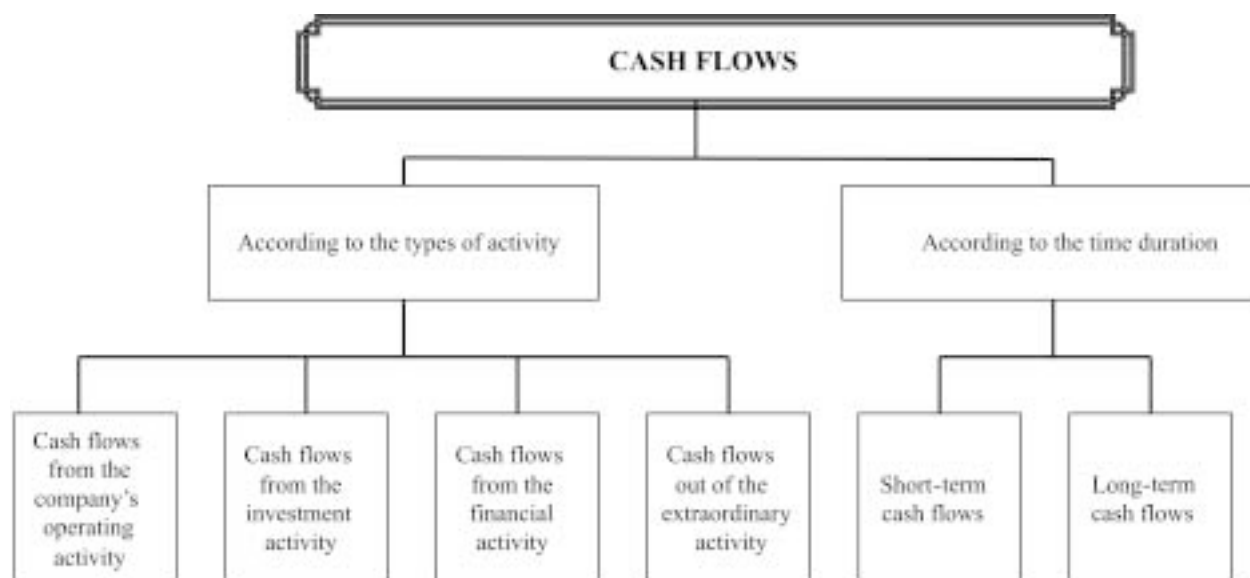 CASH FLOWS
According to the types of activity
According to the time duration
Cash flows
from the
company's
operating
activity
Cash flows
from the
investment
activity
Cash flows
from the
financial
activity
Cash flows
out of the
extraordinary
activity
Short-term
cash flows
Long-term
cash flows